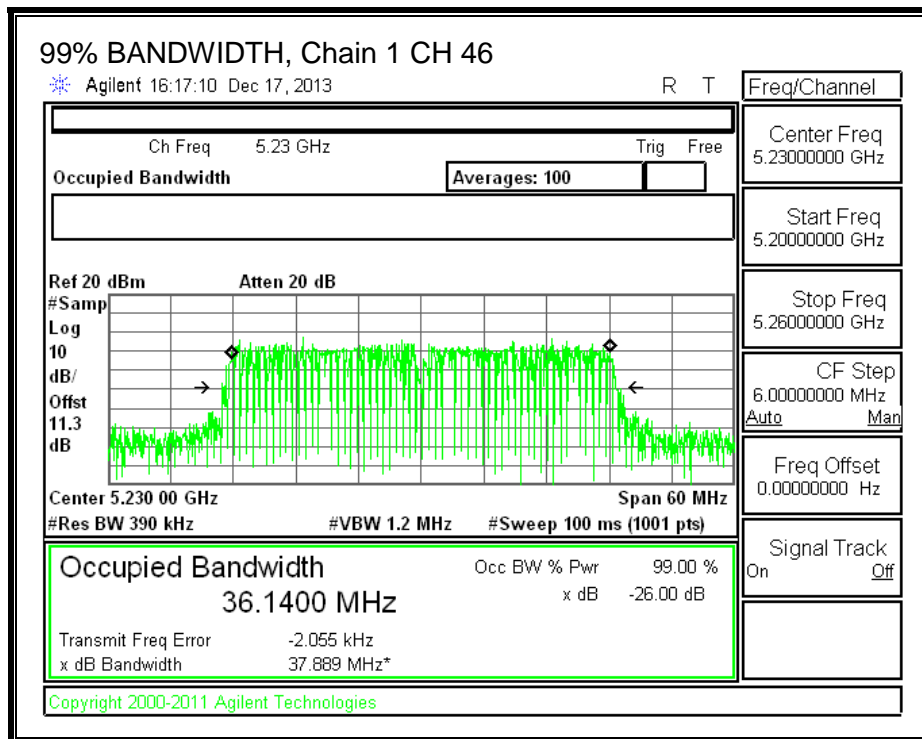 99% BANDWIDTH, Chain 1 CH 46
Agilent 16:17:10 Dec 17, 2013 R T
Freq/Channel
Ch Freq 5.23 GHz Trig Free
Occupied Bandwidth Averages: 100
Center Freq
5.23000000 GHz
Start Freq
5.20000000 GHz
Stop Freq
5.26000000 GHz
CF Step
6.00000000 MHz
Auto Man
Freq Offset
0.00000000 Hz
Signal Track
On Off
Ref 20 dBm Atten 20 dB
#Samp
Log
10
dB/
Offst
11.3
dB
Center 5.230 00 GHz Span 60 MHz
#Res BW 390 kHz #VBW 1.2 MHz #Sweep 100 ms (1001 pts)
Occupied Bandwidth Occ BW % Pwr 99.00 %
36.1400 MHz x dB -26.00 dB
Transmit Freq Error -2.055 kHz
x dB Bandwidth 37.889 MHz*
Copyright 2000-2011 Agilent Technologies